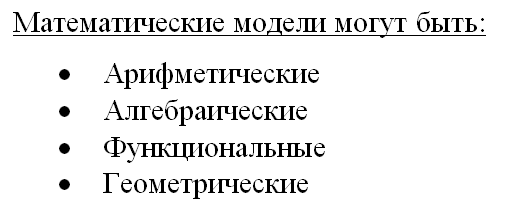 Математические модели могут быть:
• Арифметические
• Алгебраические
• Функциональные
• Геометрические